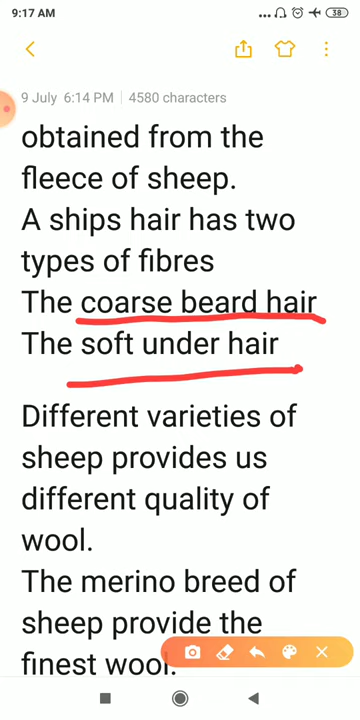 9:17 AM
38
9 July 6:14 PM | 4580 characters
obtained from the
fleece of sheep.
A ships hair has two
types of fibres
The coarse beard hair
The soft under hair
Different varieties of
sheep provides us
different quality of
wool.
The merino breed of
sheep provide the
finest wool.